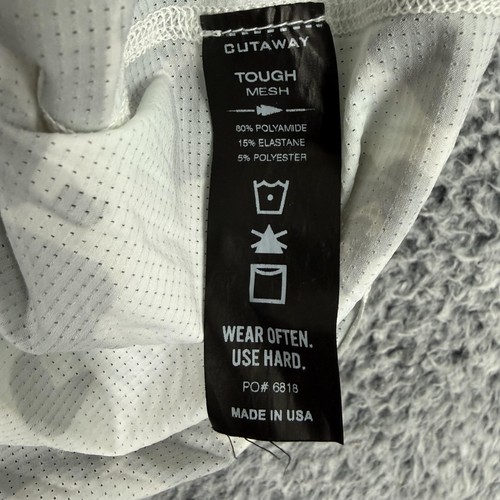 CUTAWAY
TOUGH
MESH
80% POLYAMIDE
15% ELASTANE
5% POLYESTER
WEAR OFTEN.
USE HARD.
PO# 6818
MADE IN USA